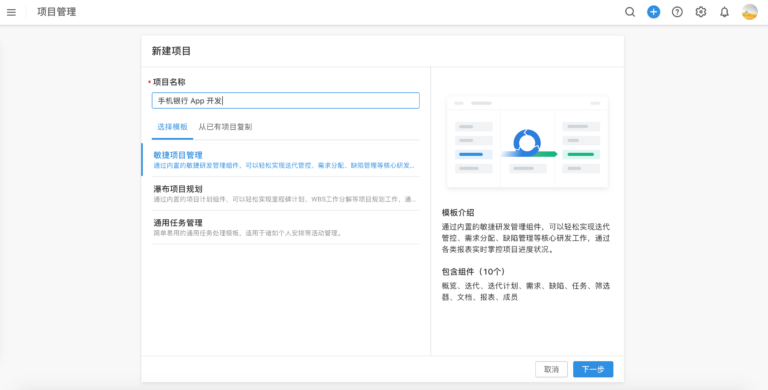 项目管理
新建项目
* 项目名称
手机银行 App 开发
选择模板 从已有项目复制
敏捷项目管理
通过内置的敏捷研发管理组件、可以轻松实现迭代管控、需求分配、缺陷管理等核心研发...
瀑布项目规划
通过内置的项目计划组件，可以轻松实现里程碑计划、WBS工作分解等项目规划工作，通...
通用任务管理
简单易用的通用任务处理模板，适用于诸如个人安排等活动管理。
模板介绍
通过内置的敏捷研发管理组件，可以轻松实现迭代
管控、需求分配、缺陷管理等核心研发工作，通过
各类报表实时掌控项目进度状况。
包含组件（10个）
概览、迭代、迭代计划、需求、缺陷、任务、筛选
器、文档、报表、成员
取消 下一步